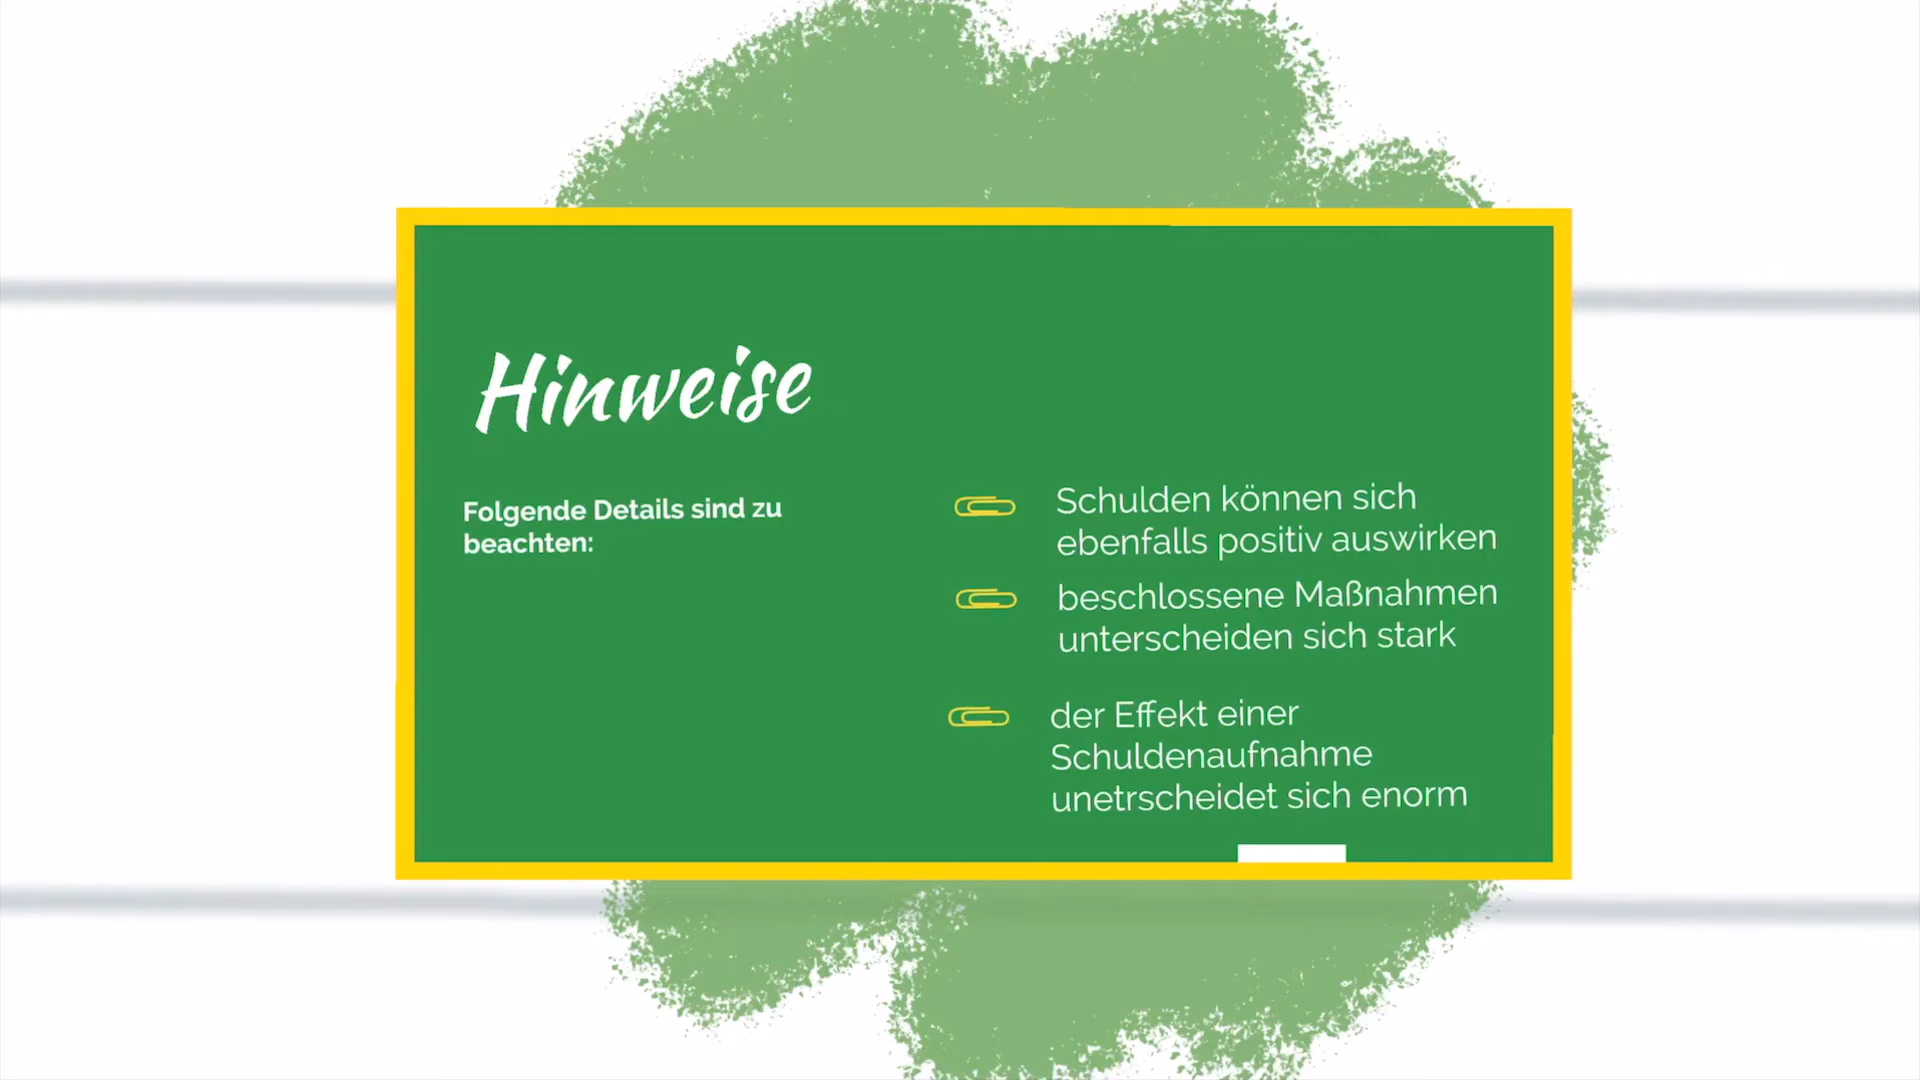 Hinweise
Folgende Details sind zu
beachten:
Schulden können sich
ebenfalls positiv auswirken
beschlossene Maßnahmen
unterscheiden sich stark
der Effekt einer
Schuldenaufnahme
unetrscheidet sich enorm